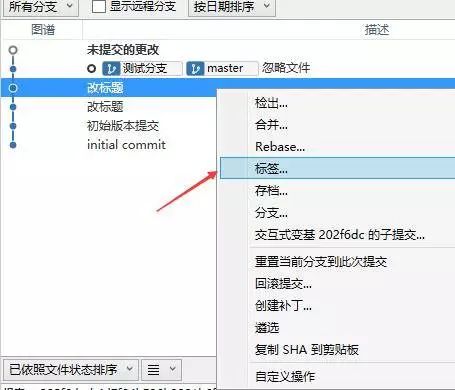 所有分支 显示远程分支 按日期排序
图谱 描述
未提交的更改
测试分支 master 忽略文件
改标题
改标题
初始版本提交
initial commit
检出...
合并...
Rebase...
标签...
存档...
分支...
交互式变基 202f6dc 的子提交...
重置当前分支到此次提交
回滚提交...
创建补丁...
遴选
复制 SHA 到剪贴板
自定义操作
已依照文件状态排序